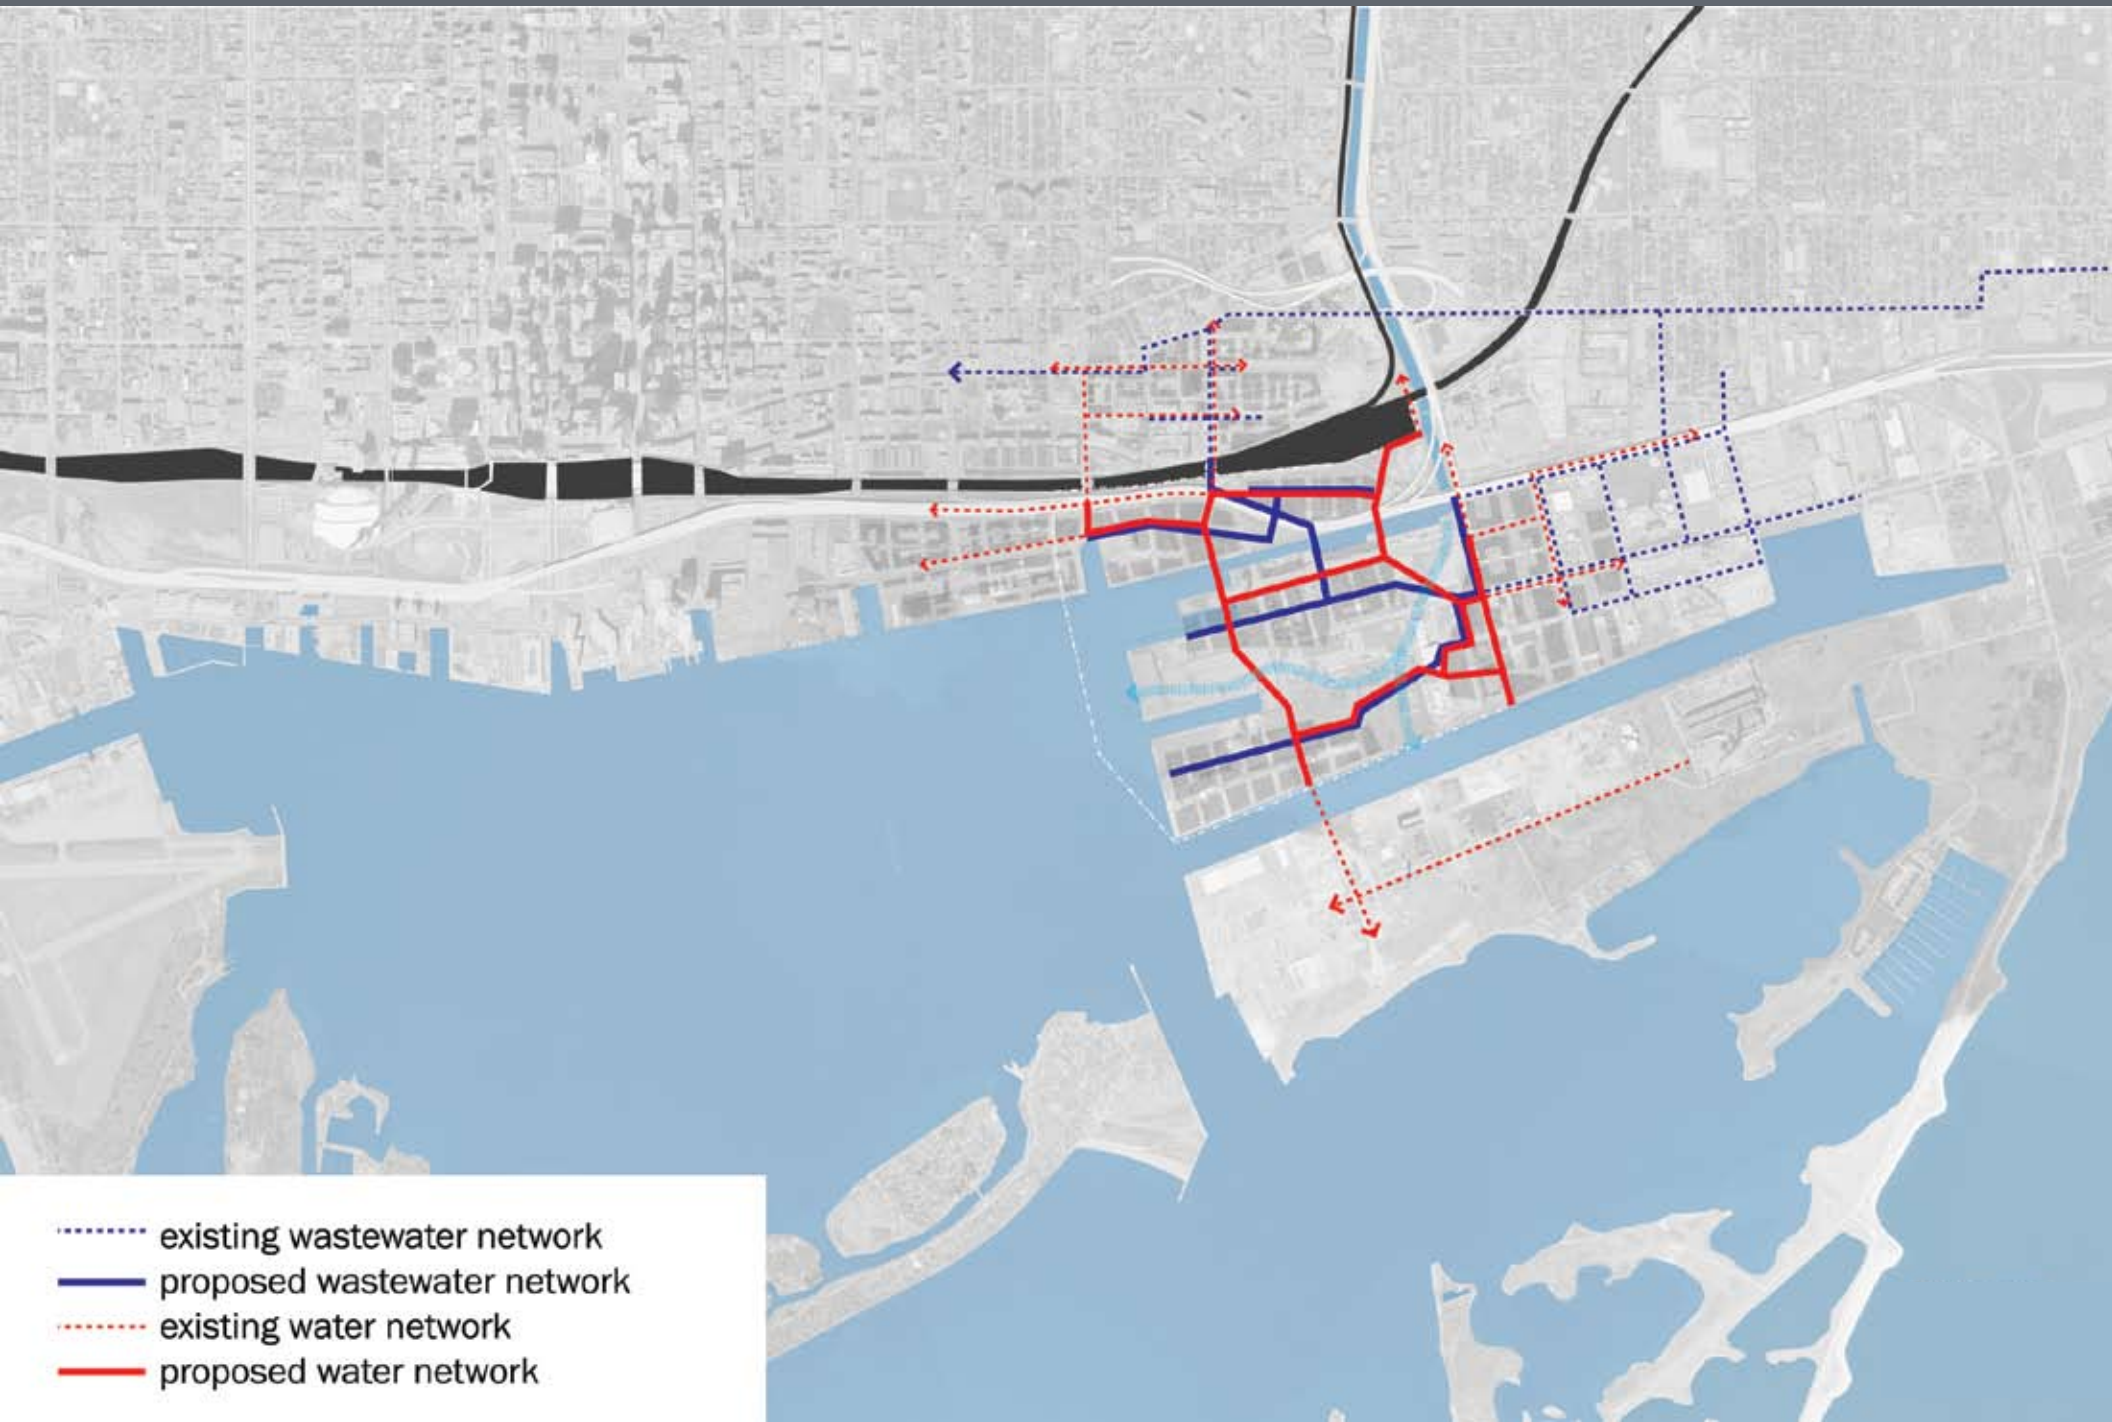 existing wastewater network
proposed wastewater network
existing water network
proposed water network